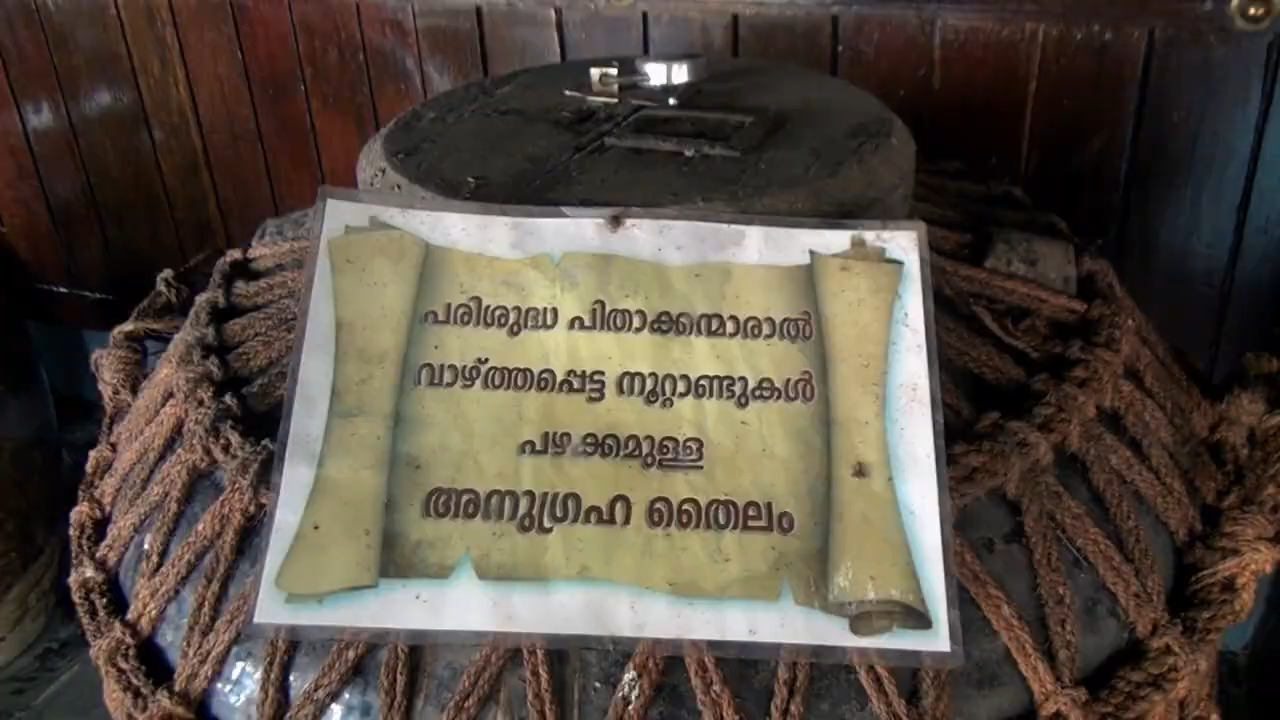 പരിശുദ്ധ പിതാക്കന്മാരാൽ
വാഴ്ത്തപ്പെട്ട നൂറ്റാണ്ടുകൾ
പഴക്കമുള്ള
അനുഗ്രഹ തൈലം